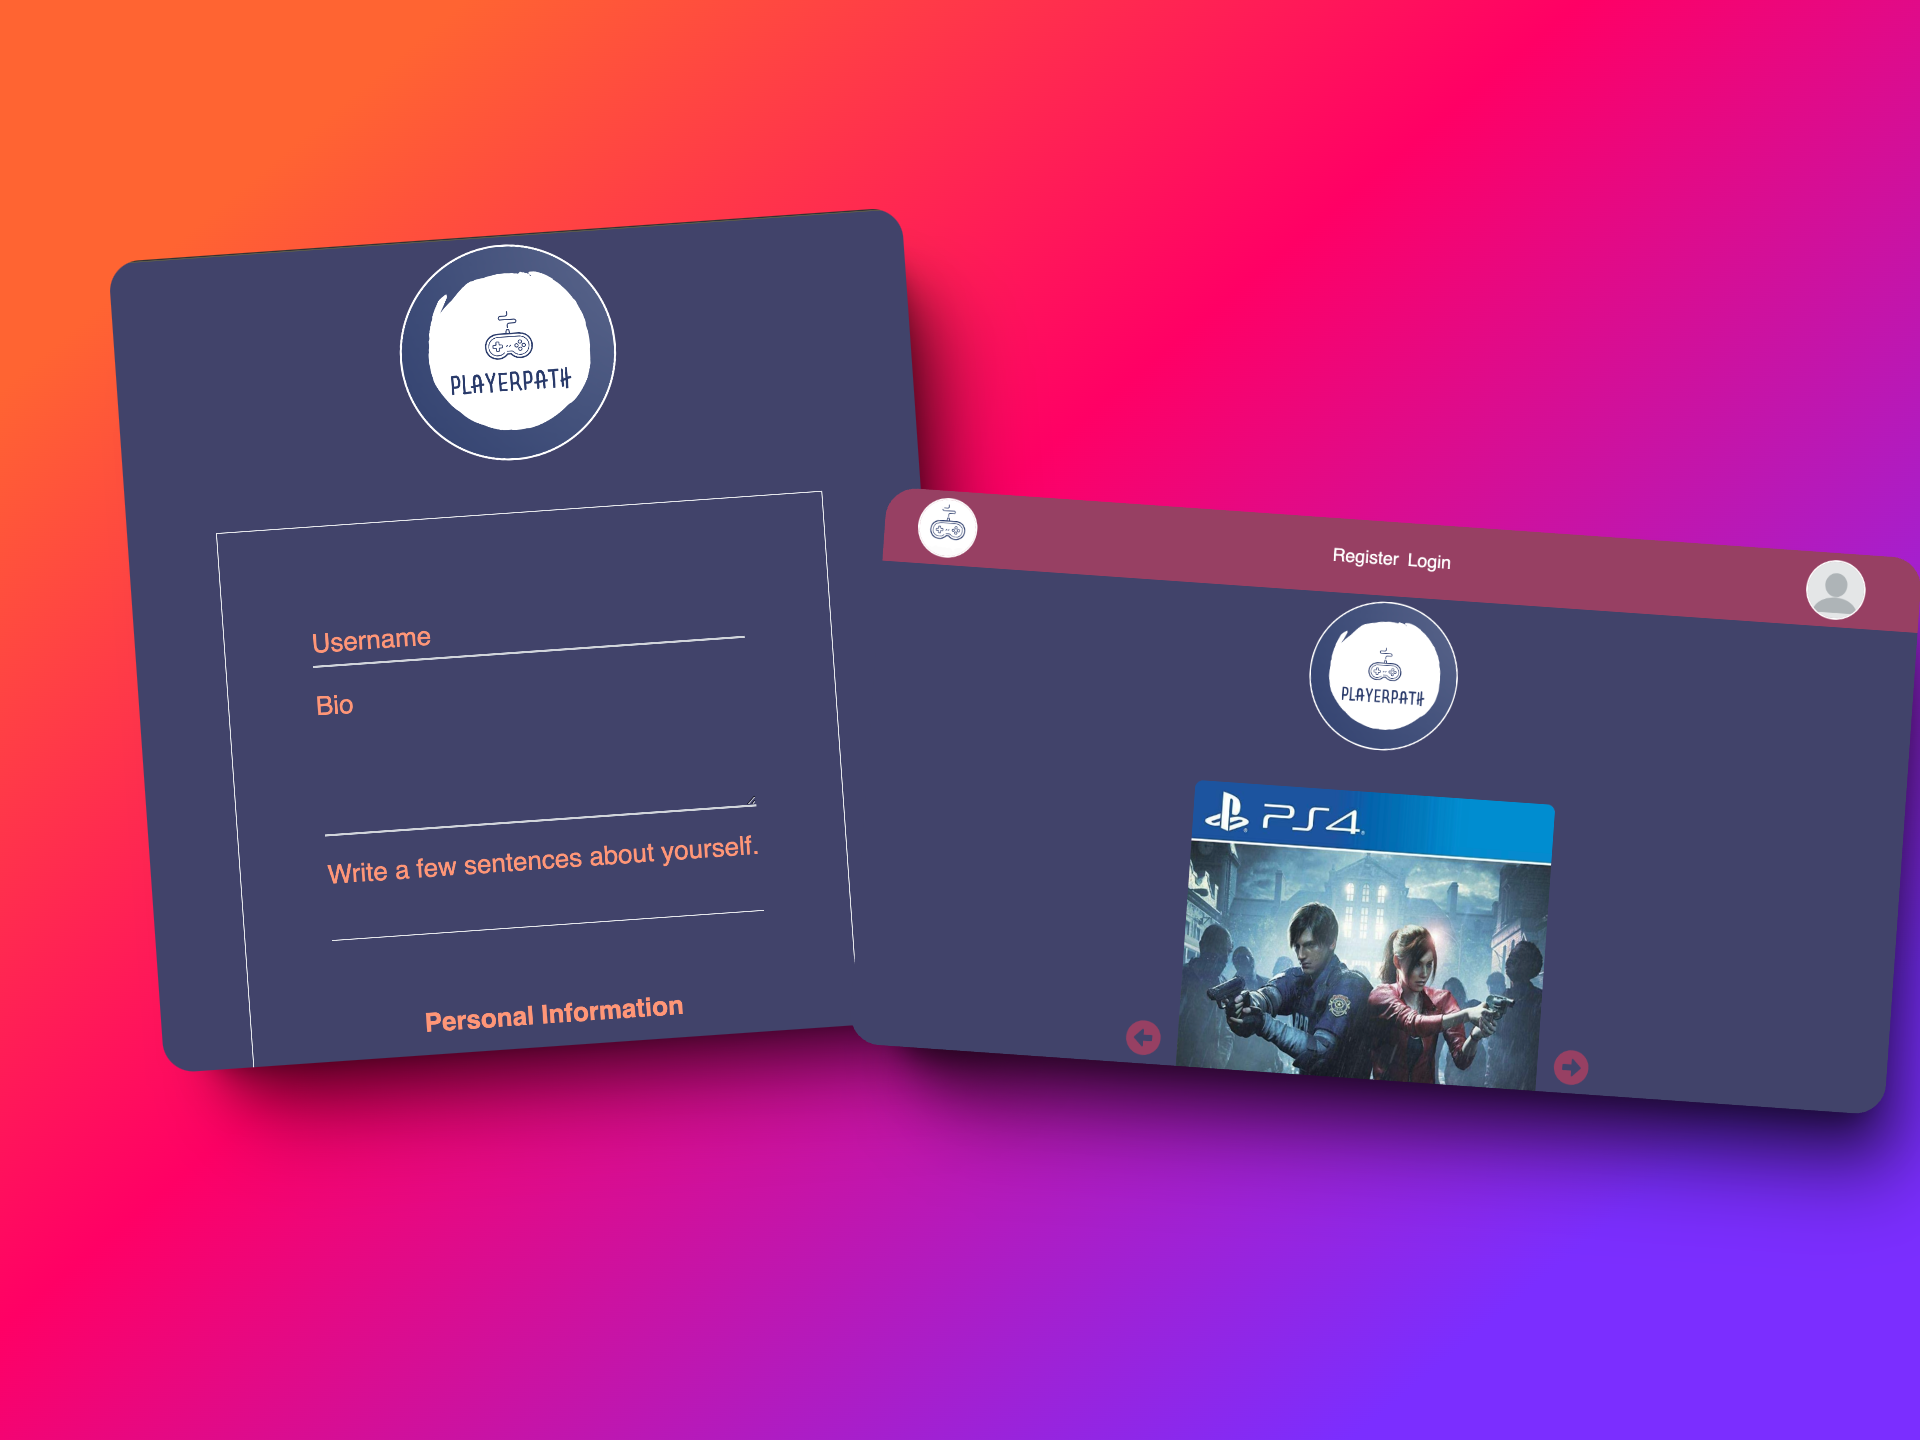 PLAYERPATH
Username
Bio
Write a few sentences about yourself.
Personal Information
Register Login
PLAYERPATH
PS4